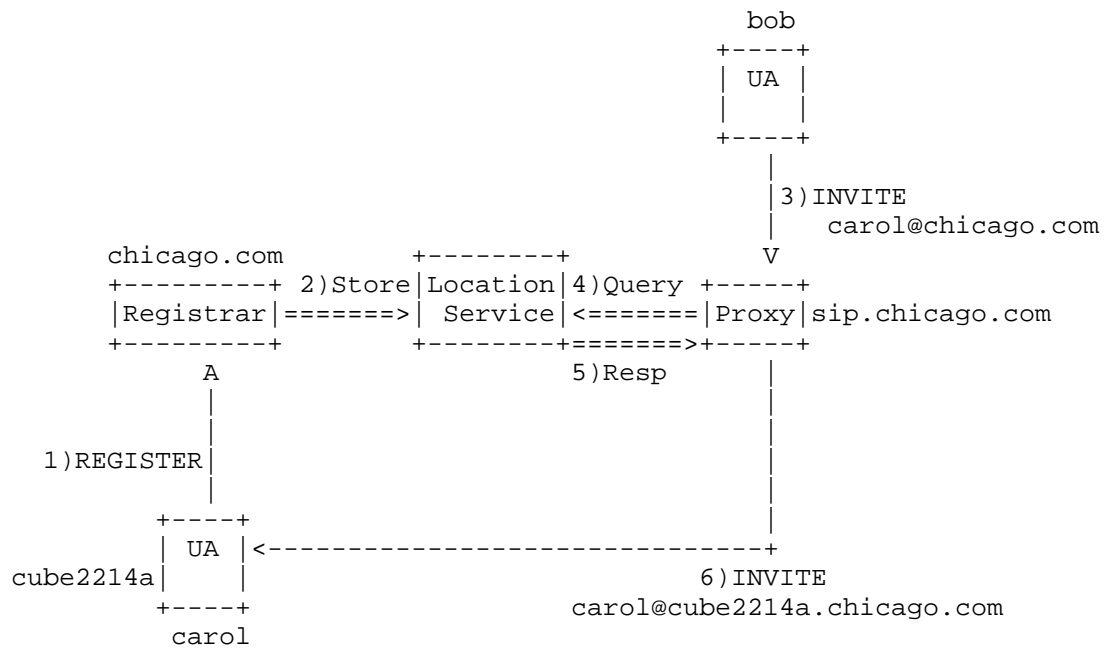 bob
UA
3)INVITE
carol@chicago.com
chicago.com
2)Store Location 4)Query
Registrar Service Proxy sip.chicago.com
5)Resp
1)REGISTER
UA
cube2214a 6)INVITE
carol@cube2214a.chicago.com
carol